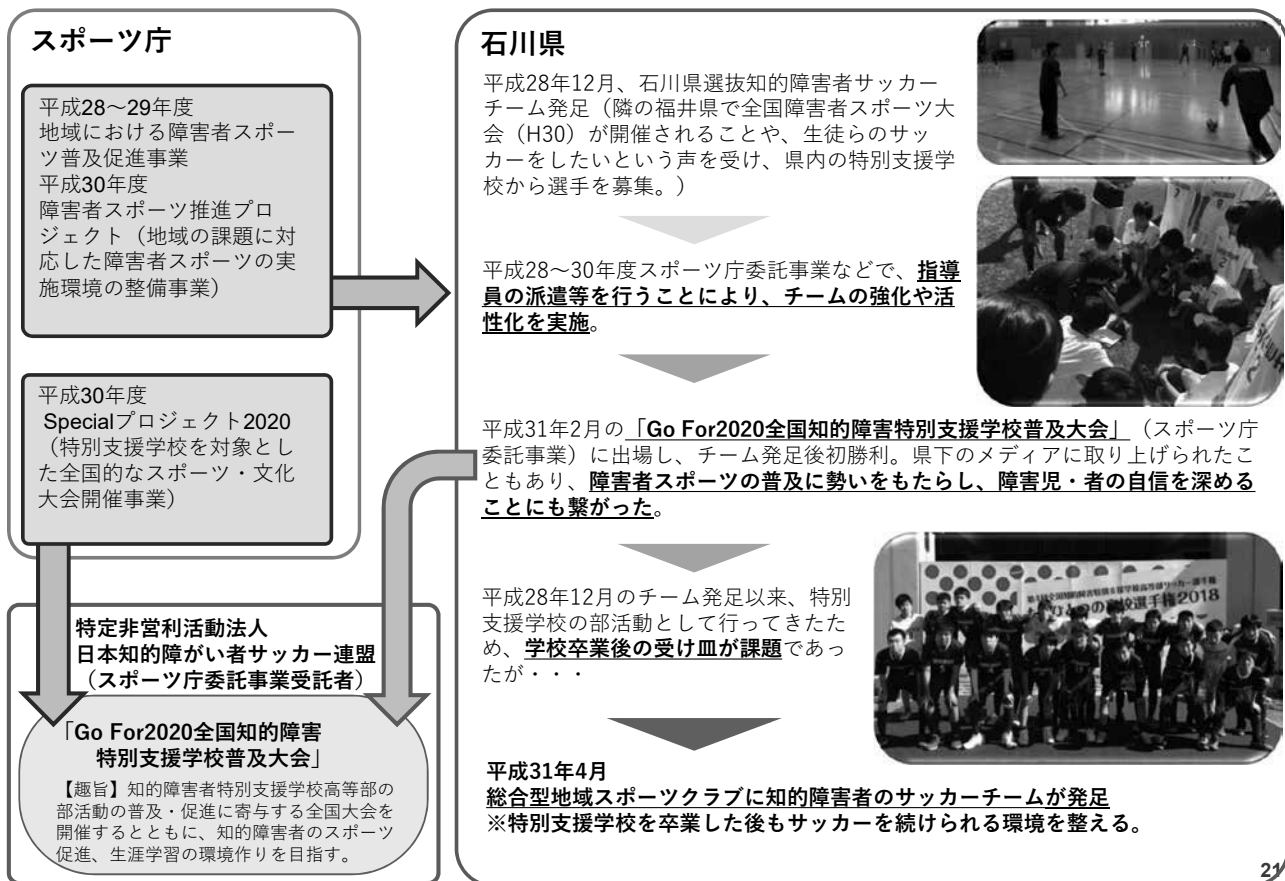 スポーツ庁
平成28～29年度
地域における障害者スポー
ツ普及促進事業
平成30年度
障害者スポーツ推進プロ
ジェクト（地域の課題に対
応した障害者スポーツの実
施環境の整備事業）
平成30年度
Specialプロジェクト2020
（特別支援学校を対象とし
た全国的なスポーツ・文化
大会開催事業）
特定非営利活動法人
日本知的障がい者サッカー連盟
（スポーツ庁委託事業受託者）
「Go For2020全国知的障害
特別支援学校普及大会」
【趣旨】知的障害者特別支援学校高等部の
部活動の普及・促進に寄与する全国大会を
開催するとともに、知的障害者のスポーツ
促進、生涯学習の環境作りを目指す。
石川県
平成28年12月、石川県選抜知的障害者サッカー
チーム発足（隣の福井県で全国障害者スポーツ大
会（H30）が開催されることや、生徒らのサッ
カーをしたいという声を受け、県内の特別支援学
校から選手を募集。）
平成28～30年度スポーツ庁委託事業などで、指導
員の派遣等を行うことにより、チームの強化や活
性化を実施。
平成31年2月の「Go For2020全国知的障害特別支援学校普及大会」（スポーツ庁
委託事業）に出場し、チーム発足後初勝利。県下のメディアに取り上げられたこ
ともあり、障害者スポーツの普及に勢いをもたらし、障害児・者の自信を深める
ことにも繋がった。
平成28年12月のチーム発足以来、特別
支援学校の部活動として行ってきたた
め、学校卒業後の受け皿が課題であっ
たが・・・
選手権2018
平成31年4月
総合型地域スポーツクラブに知的障害者のサッカーチームが発足
※特別支援学校を卒業した後もサッカーを続けられる環境を整える。
21